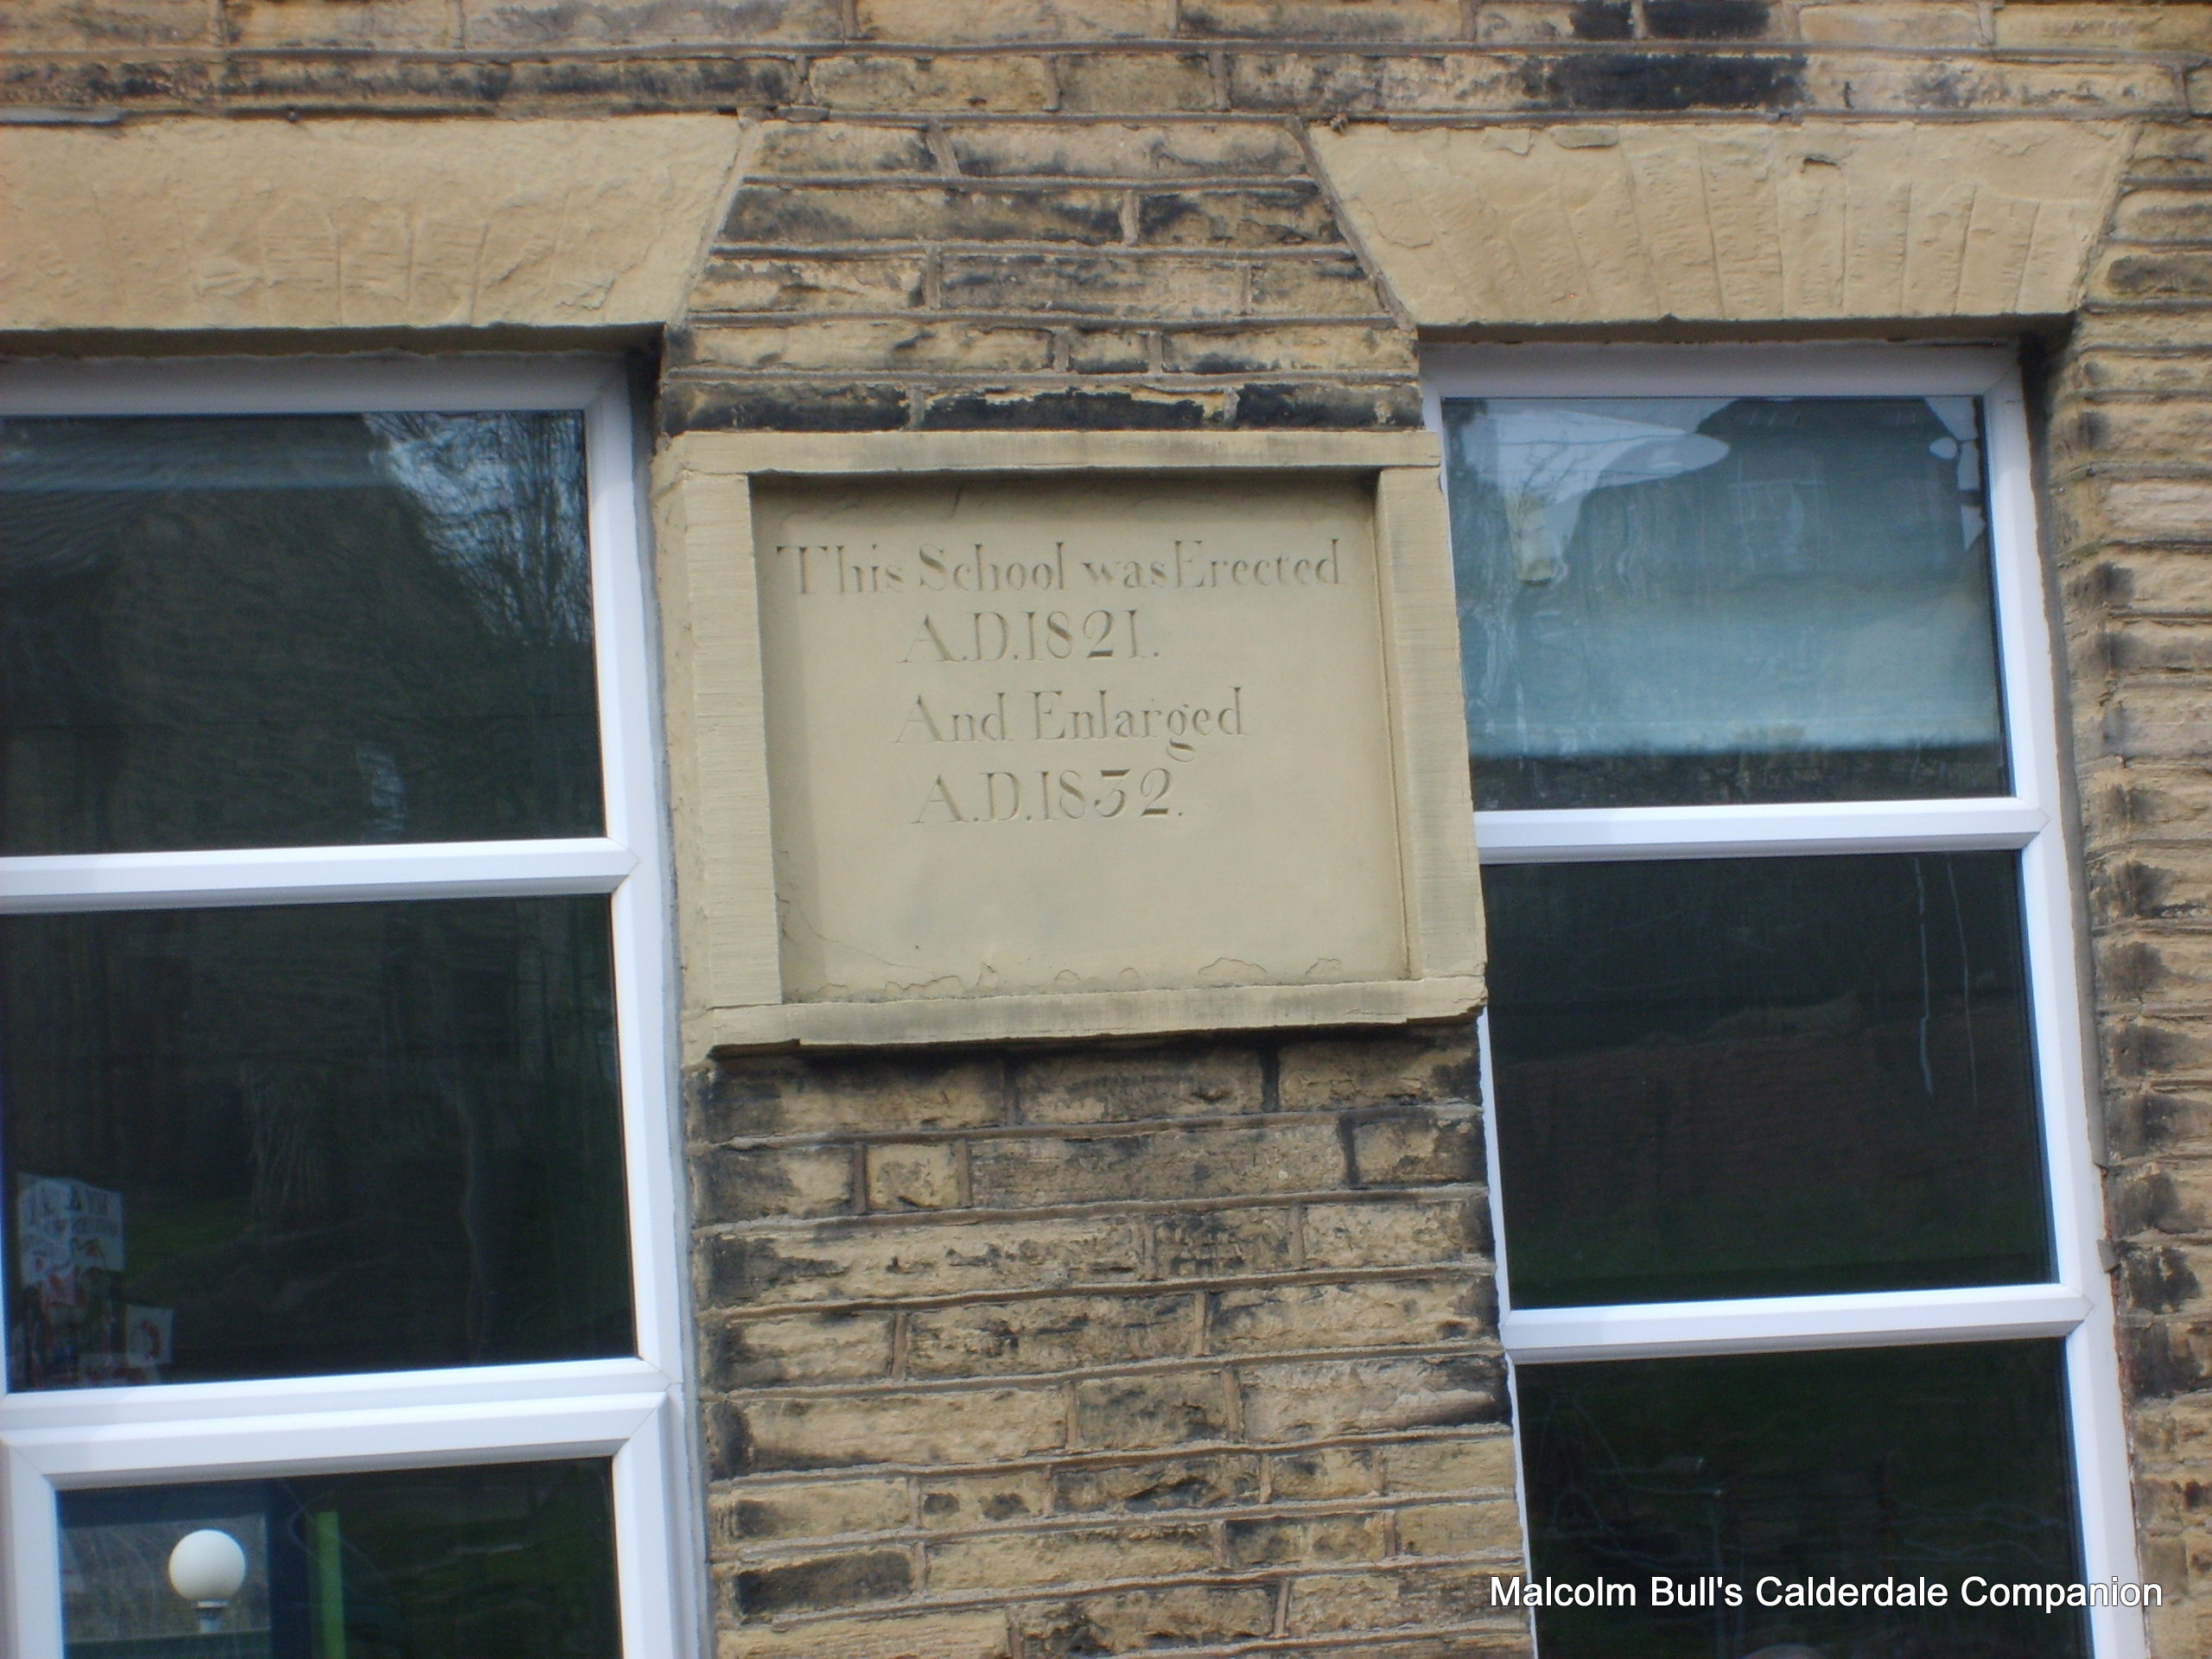 This School was Erected
A.D.1821.
And Enlarged
A.D.1832.
Malcolm Bull's Calderdale Companion